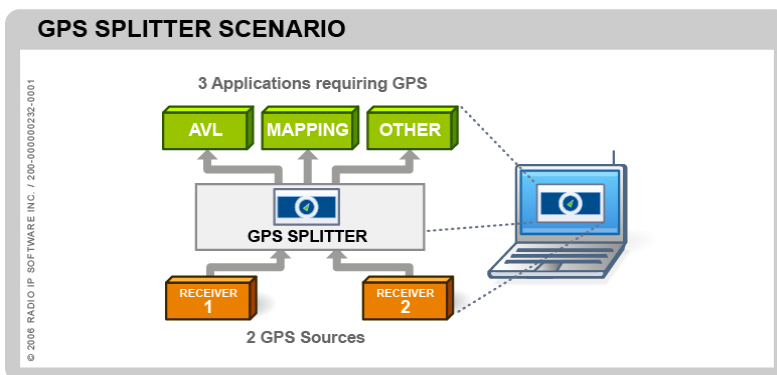 GPS SPLITTER SCENARIO
© 2006 RADIO IP SOFTWARE INC. / 200-000000232-0001
3 Applications requiring GPS
AVL
MAPPING
OTHER
GPS SPLITTER
RECEIVER
1
RECEIVER
2
2 GPS Sources